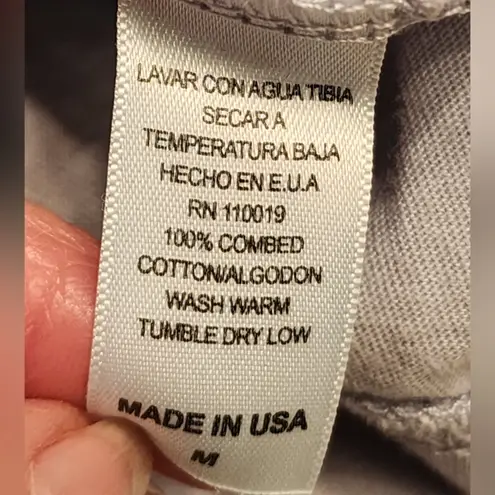 LAVAR CON AGUA TIBIA
SECAR A
TEMPERATURA BAJA
HECHO EN E.U.A
RN 110019
100% COMBED
COTTON/ALGODON
WASH WARM
TUMBLE DRY LOW
MADE IN USA
M